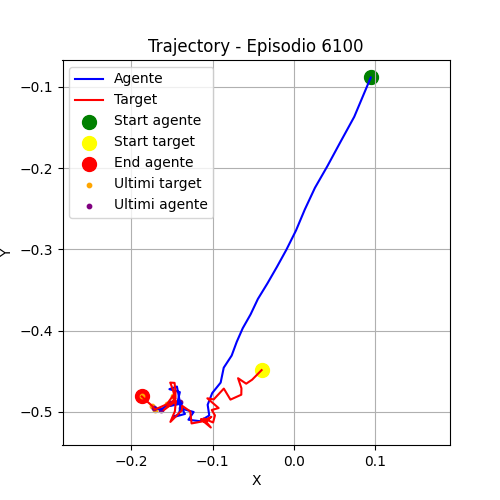 Trajectory - Episodio 6100
Agente
Target
Start agente
Start target
End agente
Ultimi target
Ultimi agente
−0.1
−0.2
−0.3
−0.4
−0.5
Y
−0.2
−0.1
0.0
0.1
X